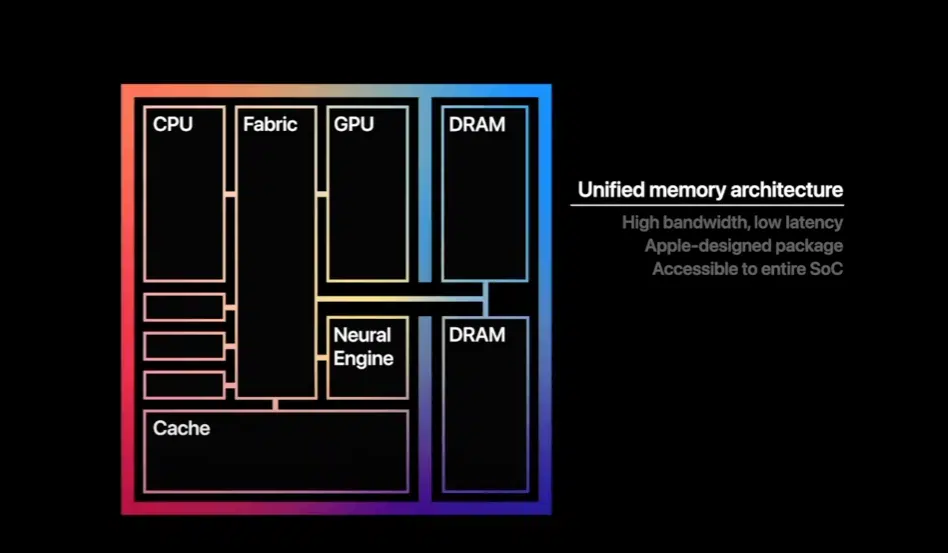 CPU
Fabric
GPU
DRAM
Unified memory architecture
High bandwidth, low latency
Apple-designed package
Accessible to entire SoC
Neural
Engine
DRAM
Cache